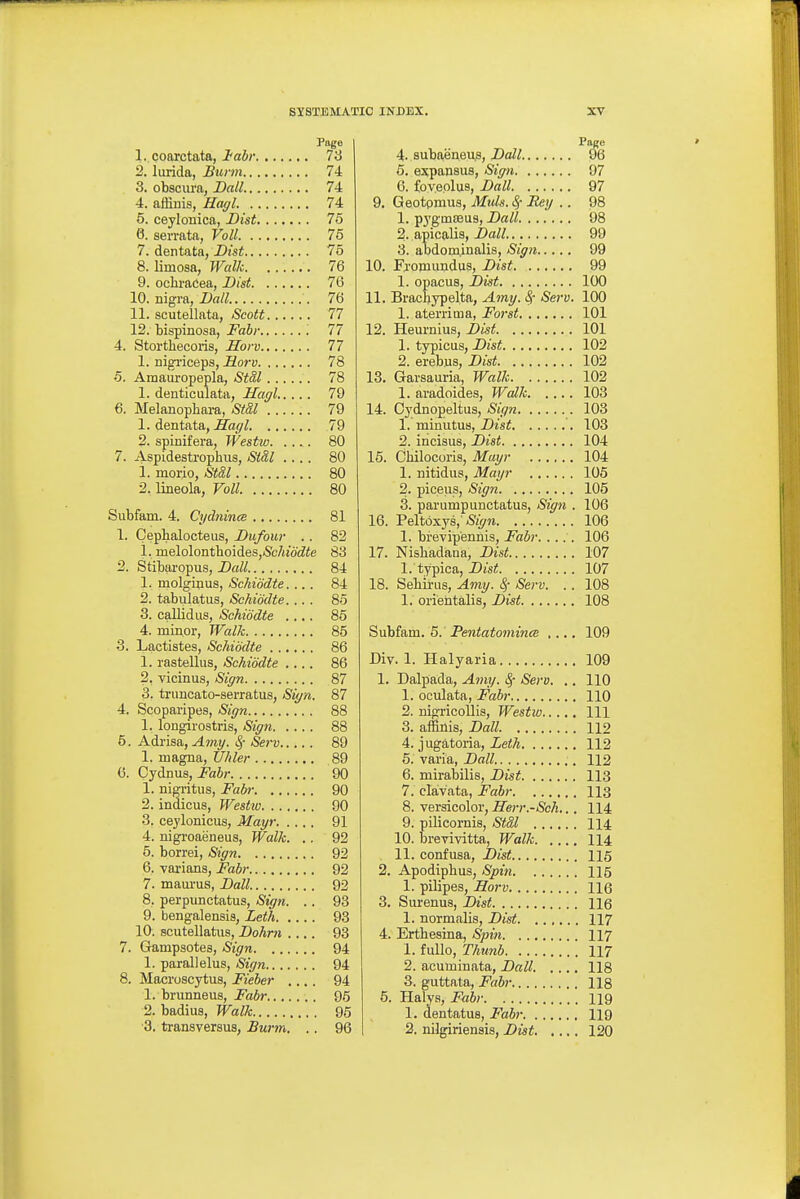 SYSTEMATIC INDEX. XV
Page
1. coarctata, Fabr. ...... 73
2. lurida, Burm. ........ 74
3. obscura, Dall. ........ 74
4. affinis, Hagl. ........ 74
5. ceylonica, Dist. ...... 75
6. serrata, Voll. ........ 75
7. dentata, Dist. ........ 75
8. limosa, Walk. ....... 76
9. ochracea, Dist. ....... 76
10. nigra, Dall. .......... 76
11. scutellata, Scott ...... 77
12. bispinosa, Fabr. ...... 77
4. Storthecoris, Horv. ...... 77
1. nigriceps, Horv. ...... 78
5. Amauropepla, Stål ...... 78
1. denticulata, Hagl. .... 79
6. Melanophara, Stål ...... 79
1. dentata, Hagl. ....... 79
2. spinifera, Westw. .... 80
7. Aspidestrophus, Stål .... 80
1. morio, Stål .......... 80
2. lineola, Voll. ........ 80
Subfam. 4. Cydninæ ........ 81
1. Cephalocteus, Dufour .. 82
1. melolonthoides, Schiödte 83
2. Stibaropus, Dall. ........ 84
1. molginus, Schiödte .... 84
2. tabulatus, Schiödte .... 85
3. callidus, Schiödte .... 85
4. minor, Walk. ........ 85
3. Lactistes, Schiödte ...... 86
1. rastellus, Schiödte .... 86
2. vicinus, Sign. ........ 87
3. truncato-serratus, Sign. 87
4. Scoparipes, Sign. ........ 88
1. longirostris, Sign. .... 88
5. Adrisa, Amy. & Serv. .... 89
1. magna, Uhler ........ 89
6. Cydnus, Fabr. .......... 90
1. nigritus, Fabr. ....... 90
2. indicus, Westw. ...... 90
3. ceylonicus, Mayr. .... 91
4. nigroaëneus, Walk. .. 92
5. borrei, Sign. ......... 92
6. varians, Fabr. ........ 92
7. maurus, Dall. ........ 92
8. perpunctatus, Sign. .. 93
9. bengalensis, Leth. .... 93
10. scutellatus, Dohrn .... 93
7. Gampsotes, Sign. ....... 94
1. parallelus, Sign. ...... 94
8. Macroscytus, Fieber .... 94
1. brunneus, Fabr. ...... 95
2. badius, Walk. ........ 95
3. transversus, Burm. .. 96
Page
4. subaëneus, Dall. ...... 96
5. expansus, Sign. ...... 97
6. foveolus, Dall. ....... 97
9. Geotomus, Muls. & Rey .. 98
1. pygmæus, Dall. ...... 98
2. apicalis, Dall. ........ 99
3. abdominalis, Sign. .... 99
10. Fromundus, Dist. ....... 99
1. opacus, Dist. ......... 100
11. Brachypelta, Amy. & Serv. 100
1. aterrima, Forst. ...... 101
12. Heurnius, Dist. ......... 101
1. typicus, Dist. ........ 102
2. erebus, Dist. ......... 102
13. Garsauria, Walk. ....... 102
1. aradoides, Walk. .... 103
14. Cydnopeltus, Sign. ...... 103
1. minutus, Dist. ....... 103
2. incisus, Dist. ........ 104
15. Chilocoris, Mayr ...... 104
1. nitidus, Mayr ...... 105
2. piceus, Sign. ......... 105
3. parumpunctatus, Sign. 106
16. Peltoxys, Sign. ......... 106
1. brevipennis, Fabr. .... 106
17. Nishadana, Dist. ........ 107
1. typica, Dist. ......... 107
18. Sehirus, Amy. & Serv. .. 108
1. orientalis, Dist. ...... 108
Subfam. 5. Pentatominæ .... 109
Div. 1. Halyaria .......... 109
1. Dalpada, Amy. & Serv. .. 110
1. oculata, Fabr. ........ 110
2. nigricollis, Westw. .... 111
3. affinis, Dall. ......... 112
4. jugatoria, Leth. ...... 112
5. varia, Dall. .......... 112
6. mirabilis, Dist. ...... 113
7. clavata, Fabr. ....... 113
8. versicolor, Herr.-Sch. .. 114
9. pilicornis, Stål ...... 114
10. brevivitta, Walk. .... 114
11. confusa, Dist. ........ 115
2. Apodiphus, Spin. ....... 115
1. pilipes, Horv. ........ 116
3. Surenus, Dist. .......... 116
1. normalis, Dist. ....... 117
4. Erthesina, Spin. ........ 117
1. fullo, Thunb. ........ 117
2. acuminata, Dall. .... 118
3. guttata, Fabr. ........ 118
5. Halys, Fabr. ........... 119
1. dentatus, Fabr. ...... 119
2. nilgiriensis, Dist. .... 120